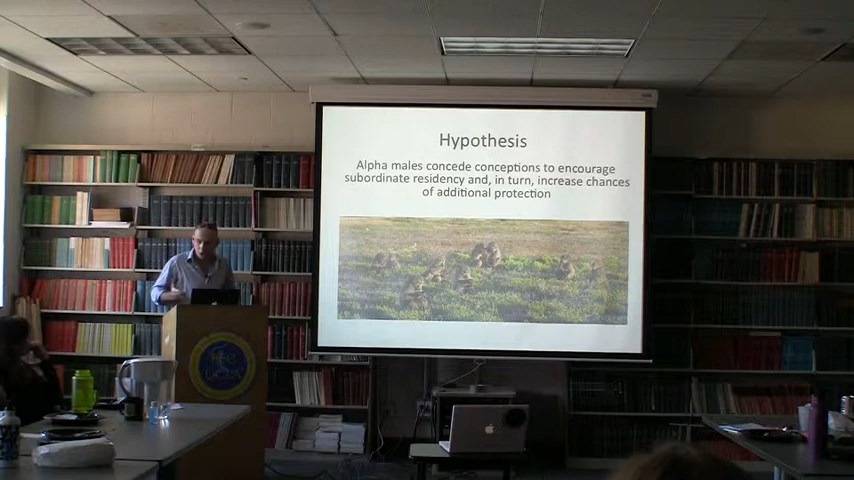 Hypothesis
Alpha males concede conceptions to encourage
subordinate residency and, in turn, increase chances
of additional protection